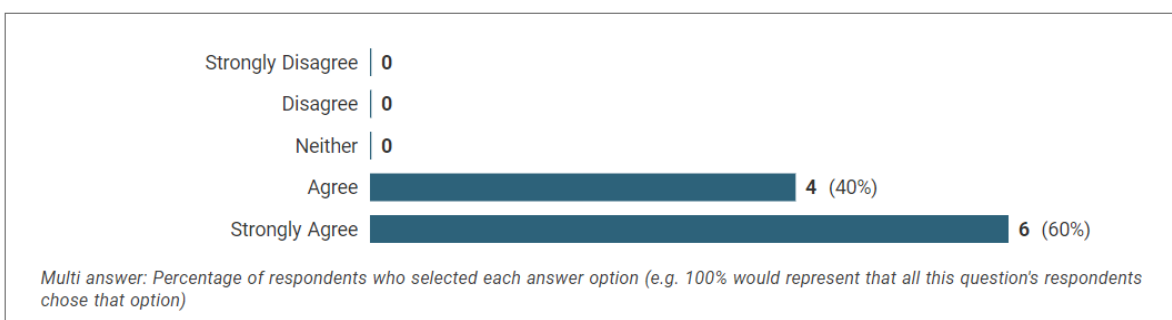 Strongly Disagree 0
Disagree 0
Neither 0
Agree 4 (40%)
Strongly Agree 6 (60%)
Multi answer: Percentage of respondents who selected each answer option (e.g. 100% would represent that all this question's respondents
chose that option)